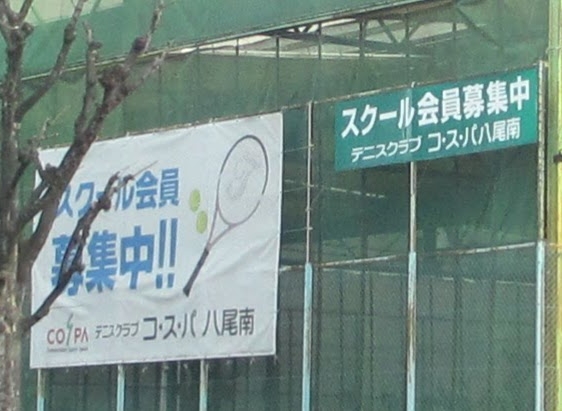 スクール会員
募集中!!
CO/PA テニスクラブ コ・ス・パ 八尾南
スクール会員募集中
テニスクラブ コ・ス・パ 八尾南